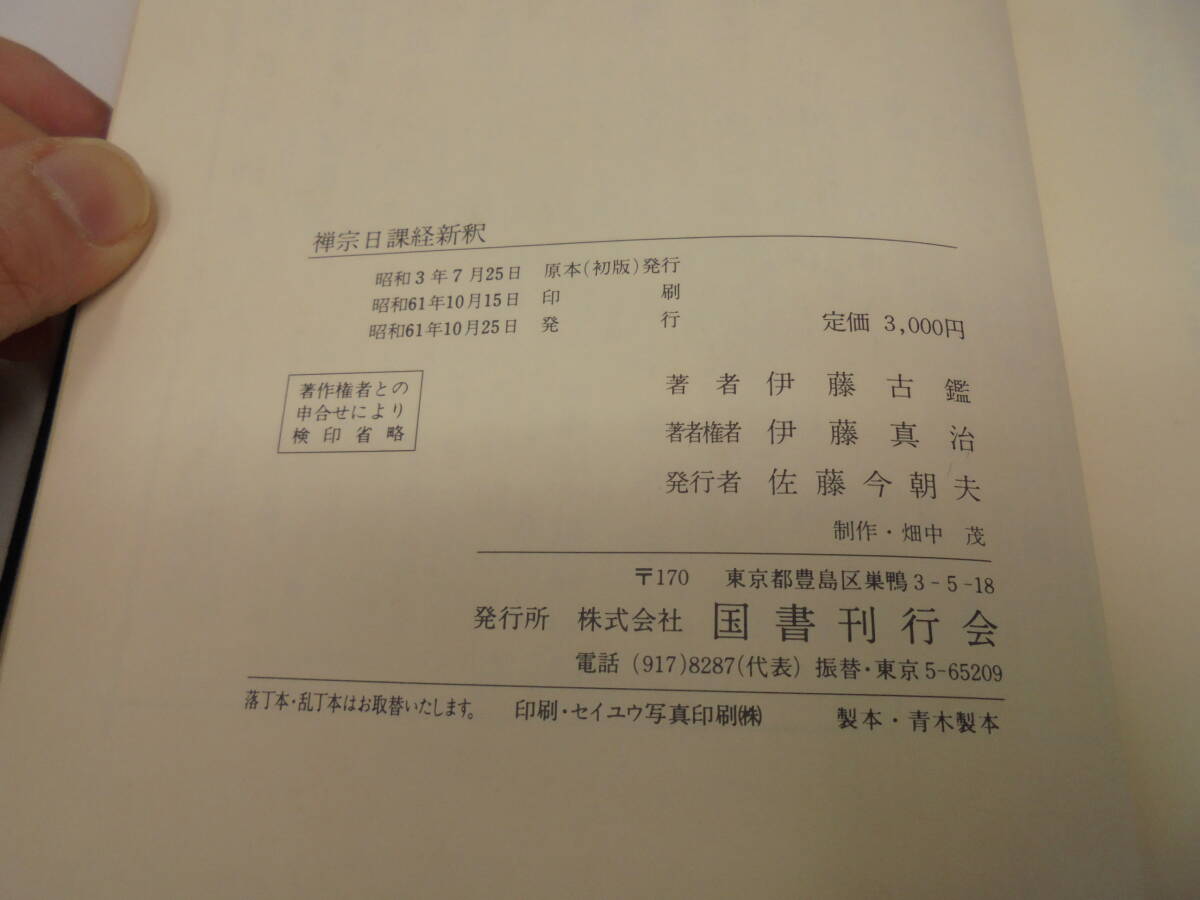 禅宗日課経新釈
昭和3年7月25日 原本(初版)発行
昭和61年10月15日 印刷
昭和61年10月25日 発行
定価 3,000円
著作権者との
申合せにより
検印省略
著者 伊藤古鑑
著者権者 伊藤真治
発行者 佐藤今朝夫
制作・畑中 茂
〒170 東京都豊島区巣鴨3-5-18
発行所 株式会社 国書刊行会
電話 (917)8287(代表) 振替・東京5-65209
落丁本・乱丁本はお取替いたします。 印刷・セイユウ写真印刷㈱ 製本・青木製本